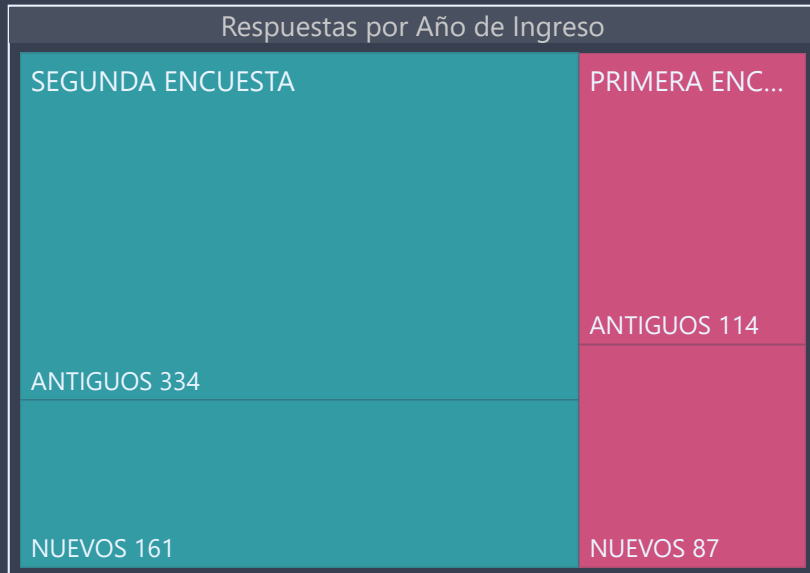 Respuestas por Año de Ingreso
SEGUNDA ENCUESTA
ANTIGUOS 334
NUEVOS 161
PRIMERA ENC...
ANTIGUOS 114
NUEVOS 87